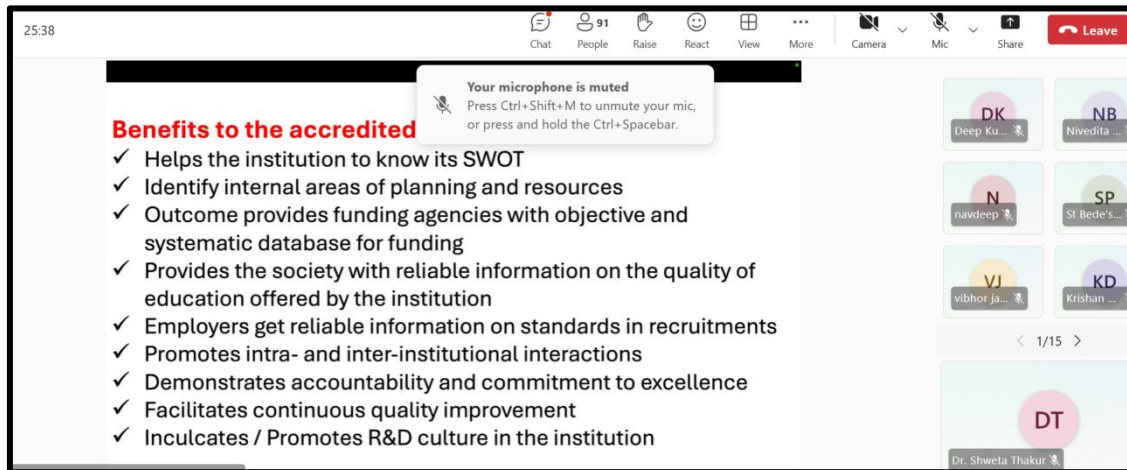 25:38
91
Chat People Raise React View More Camera Mic Share Leave
Your microphone is muted
Press Ctrl+Shift+M to unmute your mic,
or press and hold the Ctrl+Spacebar.
Benefits to the accredited
✓ Helps the institution to know its SWOT
✓ Identify internal areas of planning and resources
✓ Outcome provides funding agencies with objective and
systematic database for funding
✓ Provides the society with reliable information on the quality of
education offered by the institution
✓ Employers get reliable information on standards in recruitments
✓ Promotes intra- and inter-institutional interactions
✓ Demonstrates accountability and commitment to excellence
✓ Facilitates continuous quality improvement
✓ Inculcates / Promotes R&D culture in the institution
DK NB
Deep Ku... Nivedita ...
N SP
navdeep St Bede's...
VJ KD
vibhor ja... Krishan ...
1/15
DT
Dr. Shweta Thakur